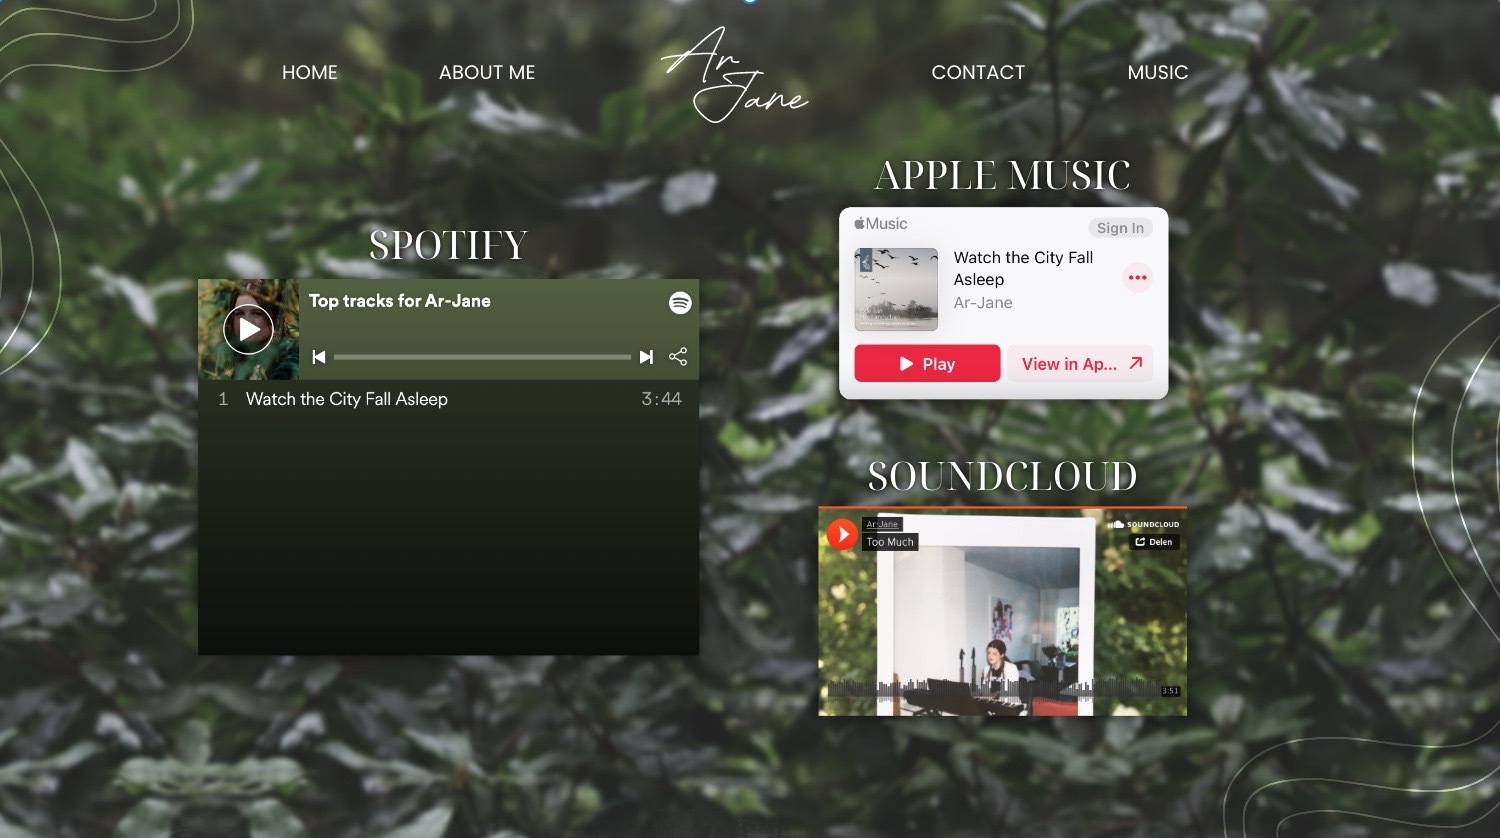 HOME
ABOUT ME
Ar
Jane
CONTACT
MUSIC
SPOTIFY
Top tracks for Ar-Jane
1 Watch the City Fall Asleep 3:44
APPLE MUSIC
Music
Sign In
Watch the City Fall
Asleep
Ar-Jane
Play
View in Ap...
SOUNDCLOUD
Ar-Jane
Too Much
SOUNDCLOUD
Delen
3:51